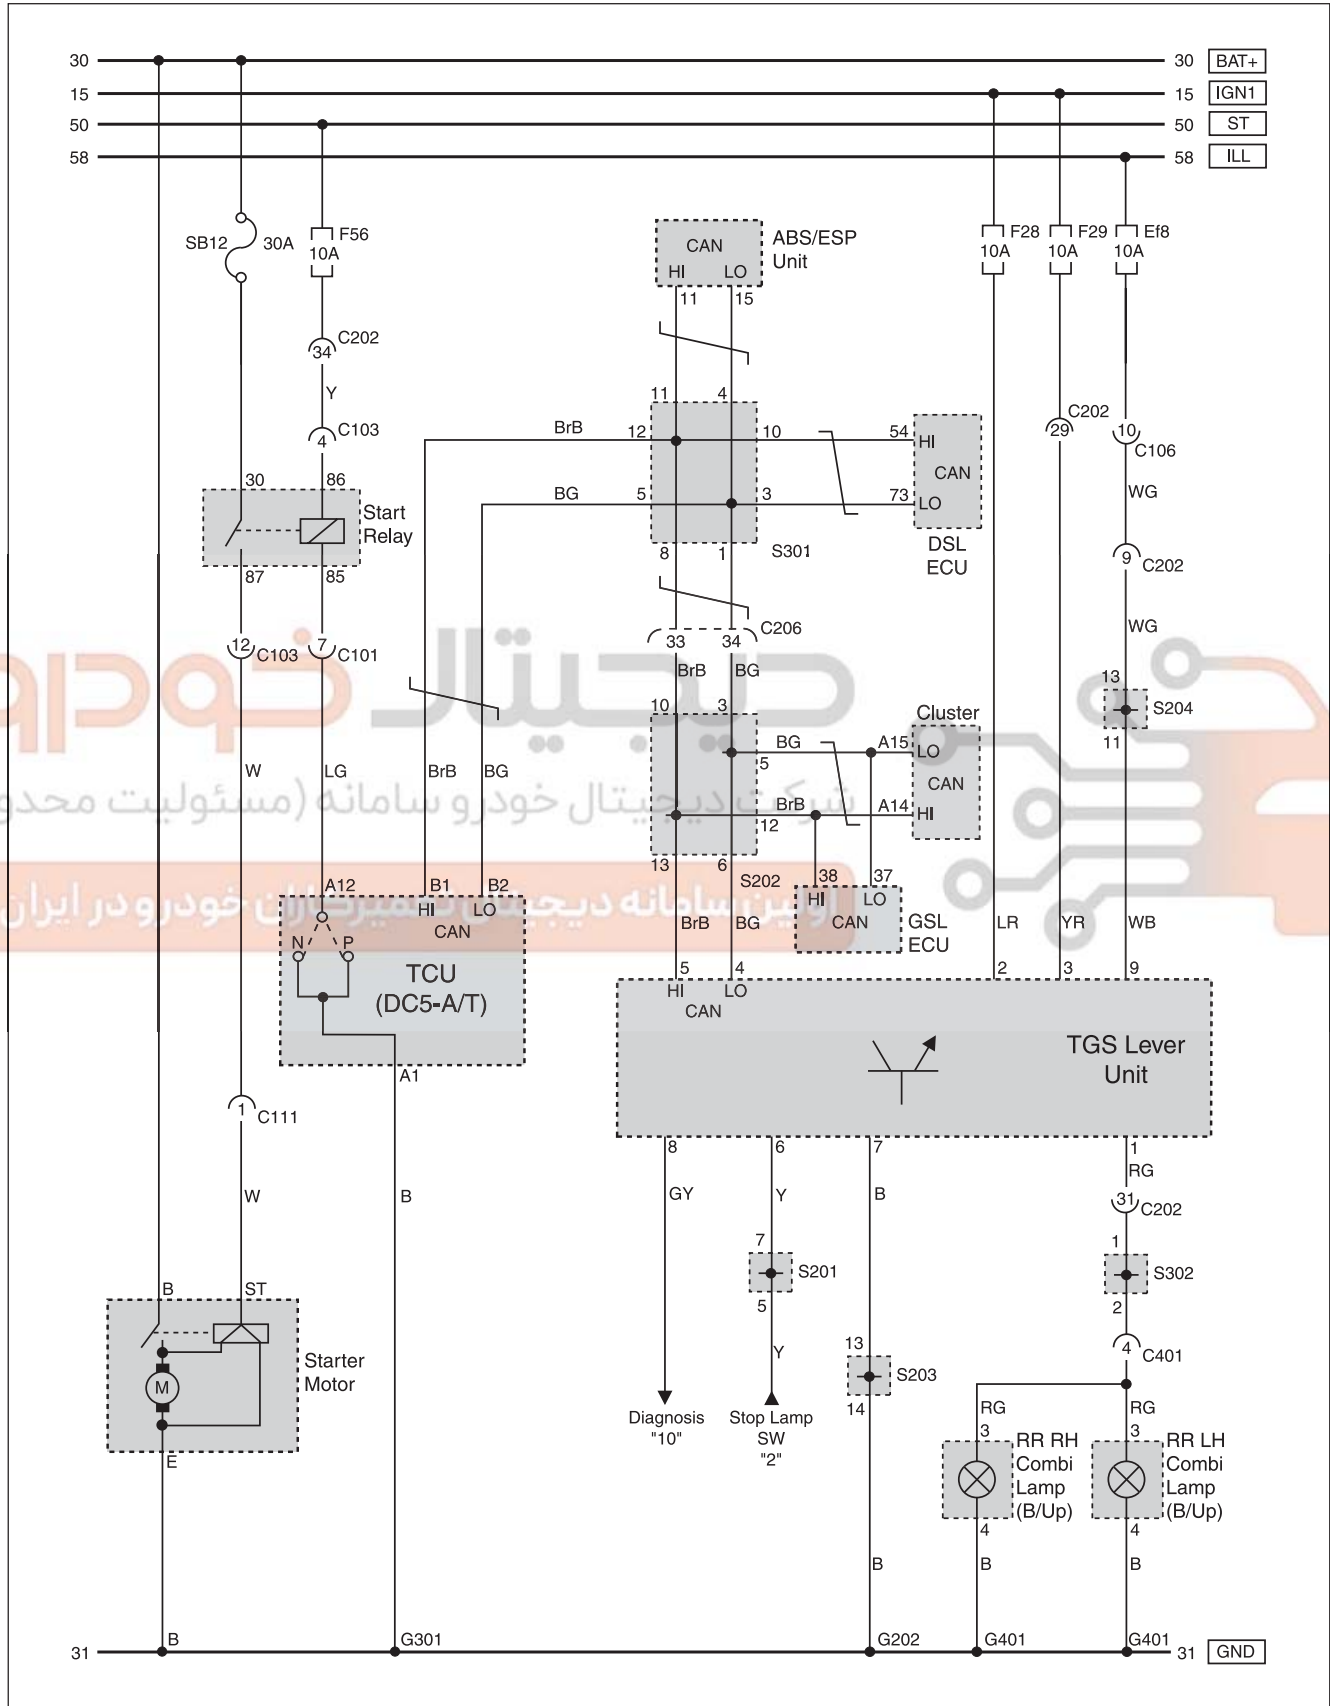 30
30 BAT+
15
15 IGN1
50
50 ST
58
58 ILL
SB12 30A
F56
10A
CAN
HI LO
ABS/ESP
Unit
11 15
F28
10A
F29
10A
Ef8
10A
C202
34
Y
C103
4
11 4
BrB 12 10 54 HI
CAN
BG 5 3 73 LO
DSL
ECU
8 1 S301
C202
29
10
C106
WG
9 C202
WG
30 86
Start
Relay
87 85
12 C103
7 C101
C206
33 34
BrB BG
دیجیتال خودرو
شرکت دیجیتال خودرو سامانه (مسئولیت محدو
اولین سامانه دیجیتال تعمیرکاران خودرو در ایران
13
S204
11
10 3
Cluster
BG A15 LO
5
CAN
BrB A14 HI
12
13 6
S202
W LG BrB BG
38 37
HI LO
CAN
GSL
ECU
A12 B1 B2
HI LO
CAN
N P
TCU
(DC5-A/T)
A1
BrB BG
LR YR WB
5 4 2 3 9
HI LO
CAN
TGS Lever
Unit
1 C111
W
B
8 6 7 1
GY Y B RG
31 C202
7
S201
5
Y
1
S302
2
4 C401
13
S203
14
B ST
Starter
Motor
M
E
Diagnosis
"10"
Stop Lamp
SW
"2"
RG RG
3 3
RR RH
Combi
Lamp
(B/Up)
RR LH
Combi
Lamp
(B/Up)
4 4
B B B
31 B G301 G202 G401 G401 31 GND